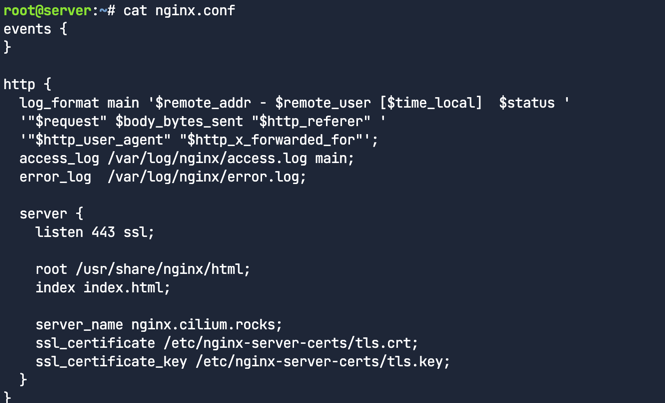 root@server:~# cat nginx.conf
events {
}
http {
  log_format main '$remote_addr - $remote_user [$time_local]  $status '
  '"$request" $body_bytes_sent "$http_referer" '
  '"$http_user_agent" "$http_x_forwarded_for"';
  access_log /var/log/nginx/access.log main;
  error_log  /var/log/nginx/error.log;
  server {
    listen 443 ssl;
    root /usr/share/nginx/html;
    index index.html;
    server_name nginx.cilium.rocks;
    ssl_certificate /etc/nginx-server-certs/tls.crt;
    ssl_certificate_key /etc/nginx-server-certs/tls.key;
  }
}